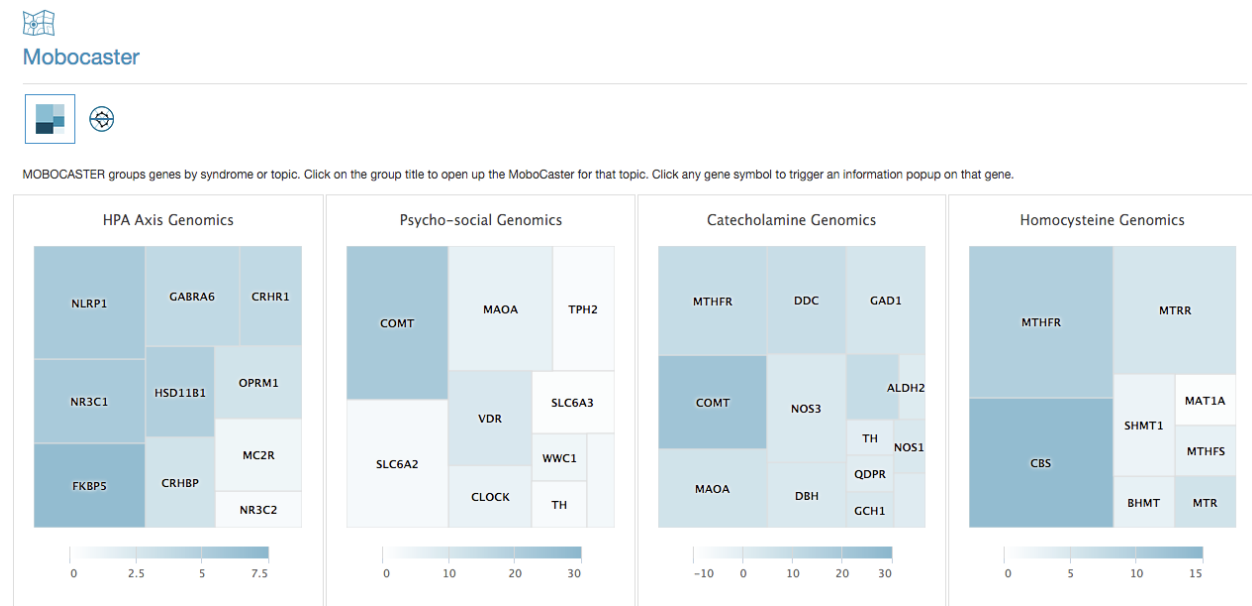 Mobocaster
MOBOCASTER groups genes by syndrome or topic. Click on the group title to open up the MoboCaster for that topic. Click any gene symbol to trigger an information popup on that gene.
HPA Axis Genomics
NLRP1
GABRA6
CRHR1
NR3C1
HSD11B1
OPRM1
FKBP5
CRHBP
MC2R
NR3C2
0 2.5 5 7.5
Psycho-social Genomics
COMT
MAOA
TPH2
SLC6A2
VDR
SLC6A3
WWC1
CLOCK
TH
0 10 20 30
Catecholamine Genomics
MTHFR
DDC
GAD1
COMT
NOS3
ALDH2
TH
NOS1
QDPR
MAOA
DBH
GCH1
-10 0 10 20 30
Homocysteine Genomics
MTHFR
MTRR
CBS
SHMT1
MAT1A
MTHFS
BHMT
MTR
0 5 10 15